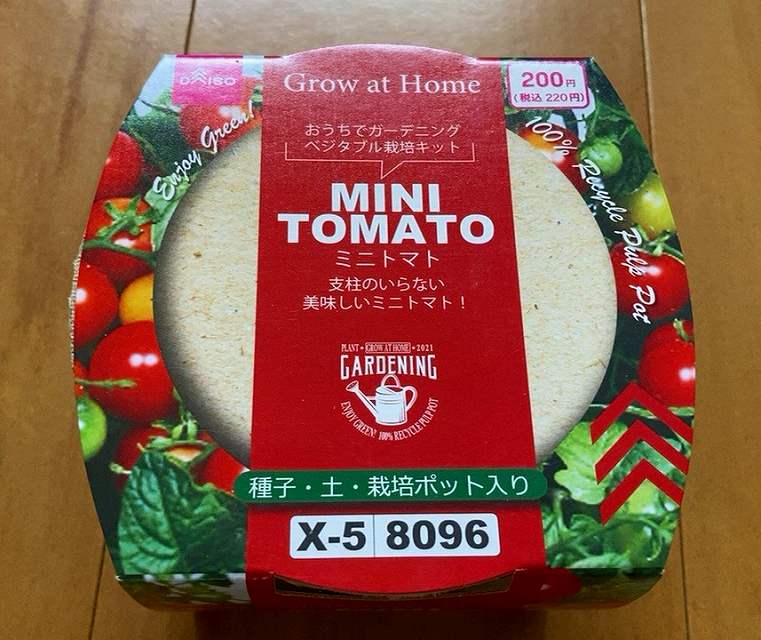 DAISO
Grow at Home
200円
(税込 220円)
Enjoy Green!
おうちでガーデニング
ベジタブル栽培キット
100% Recycle Pulp Pot
MINI
TOMATO
ミニトマト
支柱のいらない
美味しいミニトマト！
PLANT • GROW AT HOME • 2021
GARDENING
ENJOY GREEN! 100% RECYCLE PULP POT
種子・土・栽培ポット入り
X-5 8096